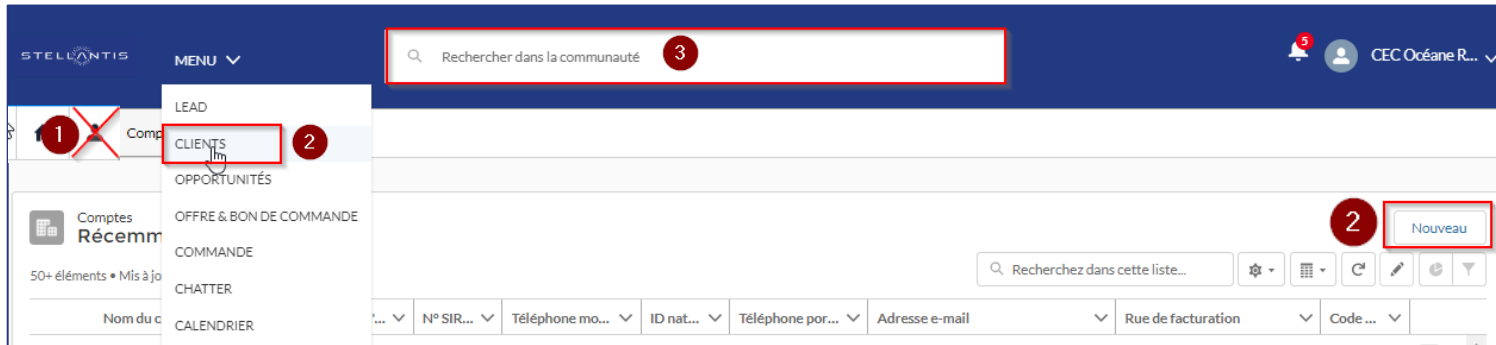 STELLANTIS
MENU
Rechercher dans la communauté
3
5
CEC Océane R...
LEAD
1
Comp
CLIENTS
2
OPPORTUNITÉS
OFFRE & BON DE COMMANDE
COMMANDE
CHATTER
CALENDRIER
Comptes
Récemm
2
Nouveau
50+ éléments • Mis à jo
Recherchez dans cette liste...
Nom du c
N° SIR...
Téléphone mo...
ID nat...
Téléphone por...
Adresse e-mail
Rue de facturation
Code ...